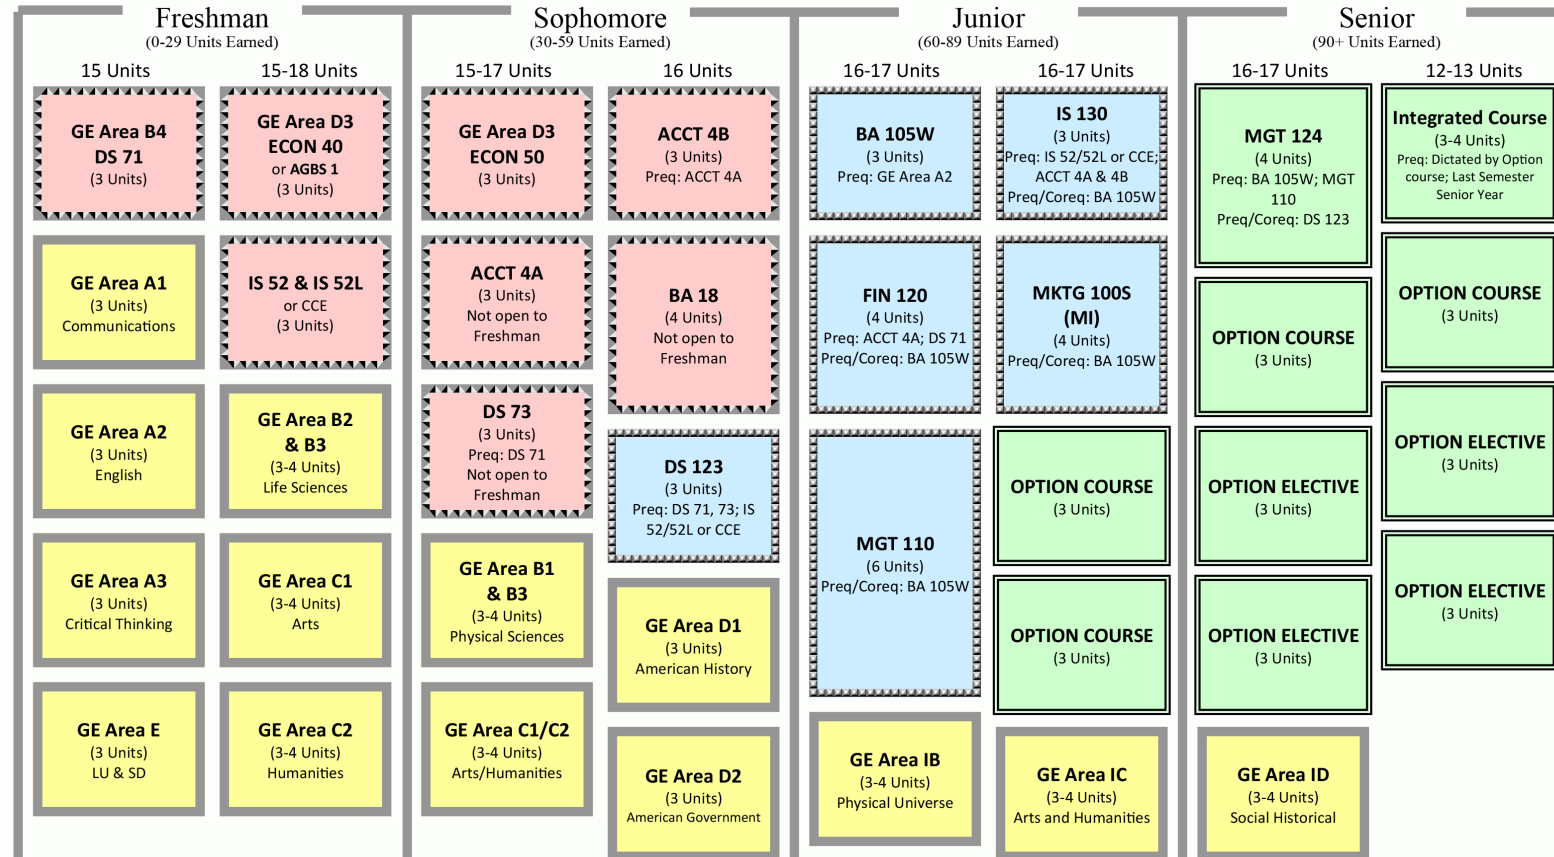 Freshman
(0-29 Units Earned)
15 Units
GE Area B4
DS 71
(3 Units)
GE Area A1
(3 Units)
Communications
GE Area A2
(3 Units)
English
GE Area A3
(3 Units)
Critical Thinking
GE Area E
(3 Units)
LU & SD
15-18 Units
GE Area D3
ECON 40
or AGBS 1
(3 Units)
IS 52 & IS 52L
or CCE
(3 Units)
GE Area B2
& B3
(3-4 Units)
Life Sciences
GE Area C1
(3-4 Units)
Arts
GE Area C2
(3-4 Units)
Humanities
Sophomore
(30-59 Units Earned)
15-17 Units
GE Area D3
ECON 50
(3 Units)
ACCT 4A
(3 Units)
Not open to
Freshman
DS 73
(3 Units)
Preq: DS 71
Not open to
Freshman
GE Area B1
& B3
(3-4 Units)
Physical Sciences
GE Area C1/C2
(3-4 Units)
Arts/Humanities
16 Units
ACCT 4B
(3 Units)
Preq: ACCT 4A
BA 18
(4 Units)
Not open to
Freshman
DS 123
(3 Units)
Preq: DS 71, 73; IS
52/52L or CCE
GE Area D1
(3 Units)
American History
GE Area D2
(3 Units)
American Government
Junior
(60-89 Units Earned)
16-17 Units
BA 105W
(3 Units)
Preq: GE Area A2
FIN 120
(4 Units)
Preq: ACCT 4A; DS 71
Preq/Coreq: BA 105W
MGT 110
(6 Units)
Preq/Coreq: BA 105W
GE Area IB
(3-4 Units)
Physical Universe
16-17 Units
IS 130
(3 Units)
Preq: IS 52/52L or CCE;
ACCT 4A & 4B
Preq/Coreq: BA 105W
MKTG 100S
(MI)
(4 Units)
Preq/Coreq: BA 105W
OPTION COURSE
(3 Units)
OPTION COURSE
(3 Units)
GE Area IC
(3-4 Units)
Arts and Humanities
Senior
(90+ Units Earned)
16-17 Units
MGT 124
(4 Units)
Preq: BA 105W; MGT
110
Preq/Coreq: DS 123
OPTION COURSE
(3 Units)
OPTION ELECTIVE
(3 Units)
OPTION ELECTIVE
(3 Units)
GE Area ID
(3-4 Units)
Social Historical
12-13 Units
Integrated Course
(3-4 Units)
Preq: Dictated by Option
course; Last Semester
Senior Year
OPTION COURSE
(3 Units)
OPTION ELECTIVE
(3 Units)
OPTION ELECTIVE
(3 Units)